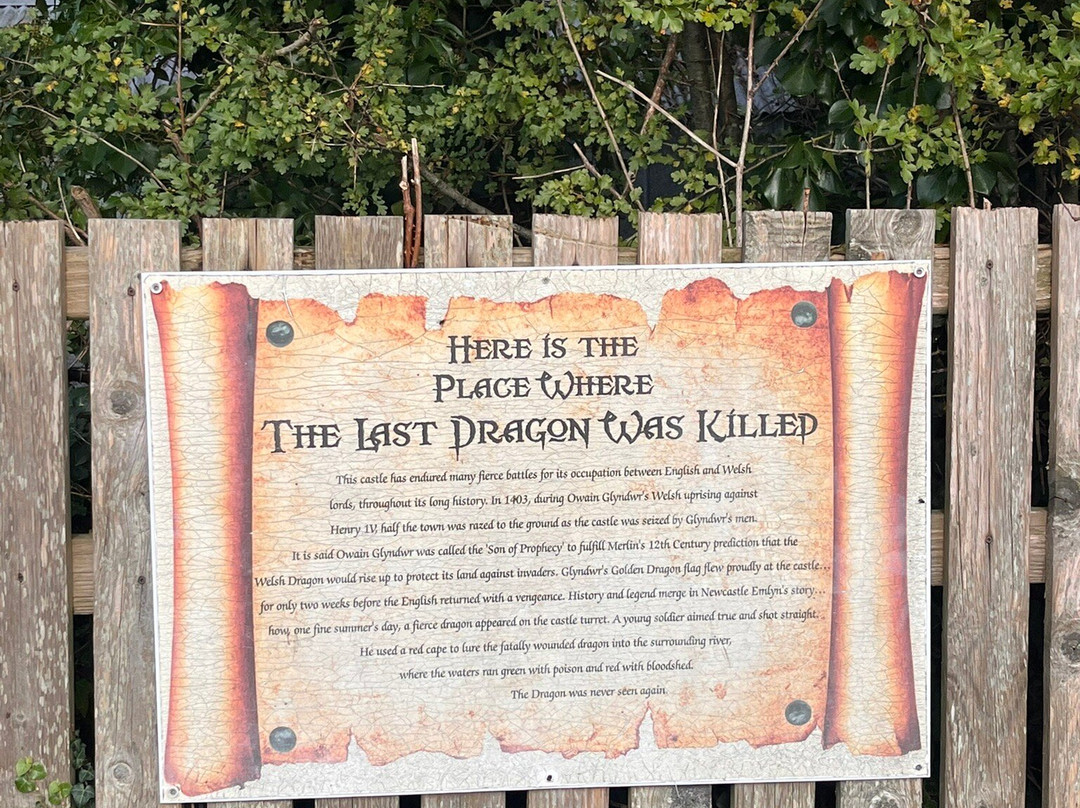 Here is the
Place Where
The Last Dragon Was Killed
This castle has endured many fierce battles for its occupation between English and Welsh
lords, throughout its long history. In 1403, during Owain Glyndwr's Welsh uprising against
Henry 1V, half the town was razed to the ground as the castle was seized by Glyndwr's men.
It is said Owain Glyndwr was called the 'Son of Prophecy' to fulfill Merlin's 12th Century prediction that the
Welsh Dragon would rise up to protect its land against invaders. Glyndwr's Golden Dragon flag flew proudly at the castle...
for only two weeks before the English returned with a vengeance. History and legend merge in Newcastle Emlyn's story...
how, one fine summer's day, a fierce dragon appeared on the castle turret. A young soldier aimed true and shot straight.
He used a red cape to lure the fatally wounded dragon into the surrounding river,
where the waters ran green with poison and red with bloodshed.
The Dragon was never seen again.